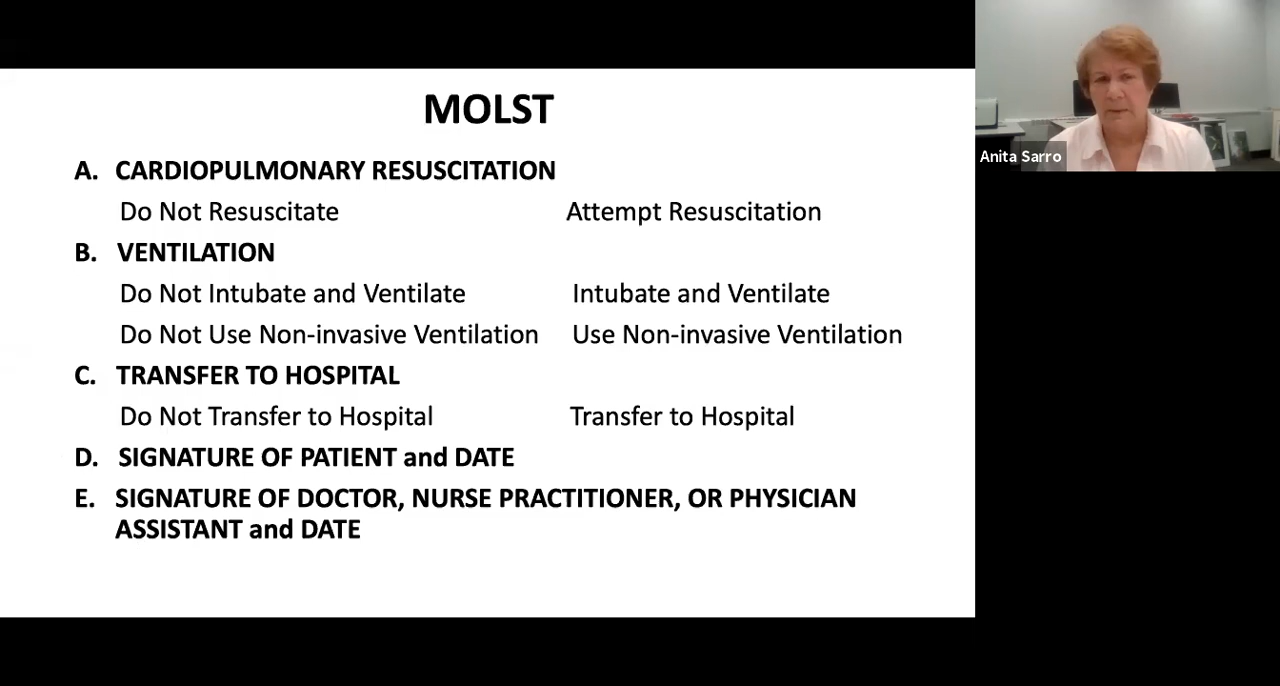 MOLST
A. CARDIOPULMONARY RESUSCITATION
Do Not Resuscitate Attempt Resuscitation
B. VENTILATION
Do Not Intubate and Ventilate Intubate and Ventilate
Do Not Use Non-invasive Ventilation Use Non-invasive Ventilation
C. TRANSFER TO HOSPITAL
Do Not Transfer to Hospital Transfer to Hospital
D. SIGNATURE OF PATIENT and DATE
E. SIGNATURE OF DOCTOR, NURSE PRACTITIONER, OR PHYSICIAN
ASSISTANT and DATE
Anita Sarro